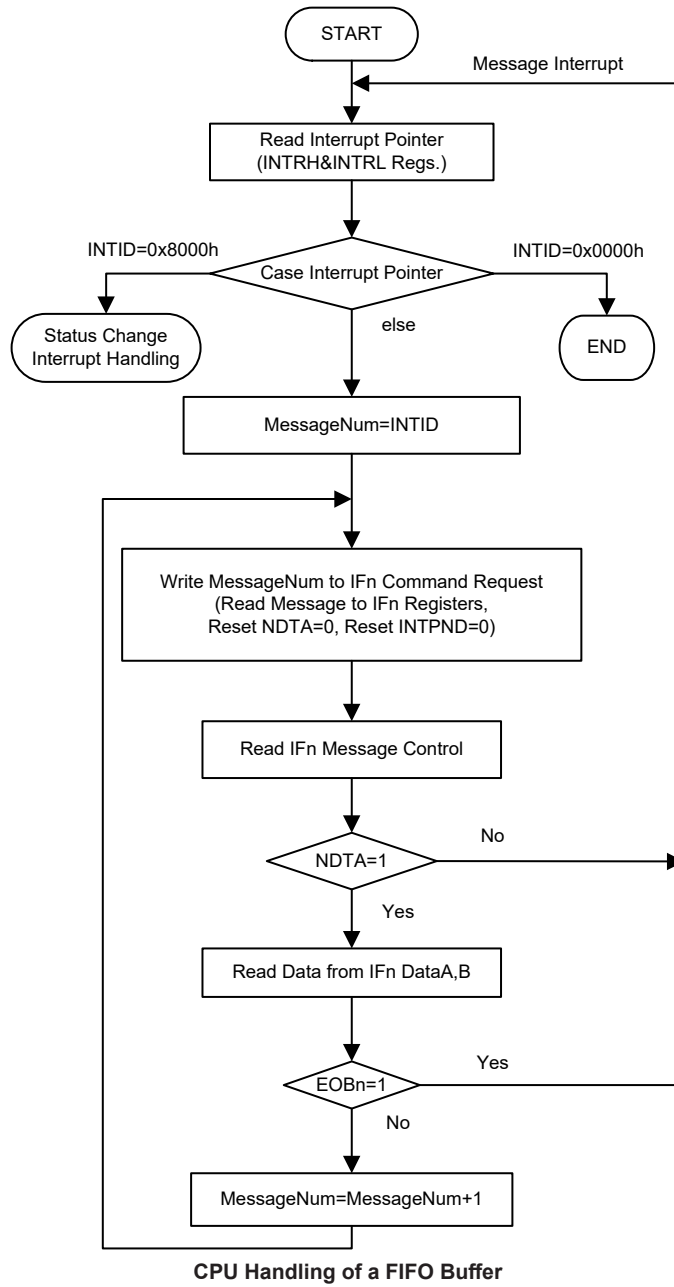 START
Message Interrupt
Read Interrupt Pointer
(INTRH&INTRL Regs.)
INTID=0x8000h
INTID=0x0000h
Case Interrupt Pointer
else
Status Change
Interrupt Handling
END
MessageNum=INTID
Write MessageNum to IFn Command Request
(Read Message to IFn Registers,
Reset NDTA=0, Reset INTPND=0)
Read IFn Message Control
No
NDTA=1
Yes
Read Data from IFn DataA,B
Yes
EOBn=1
No
MessageNum=MessageNum+1
CPU Handling of a FIFO Buffer